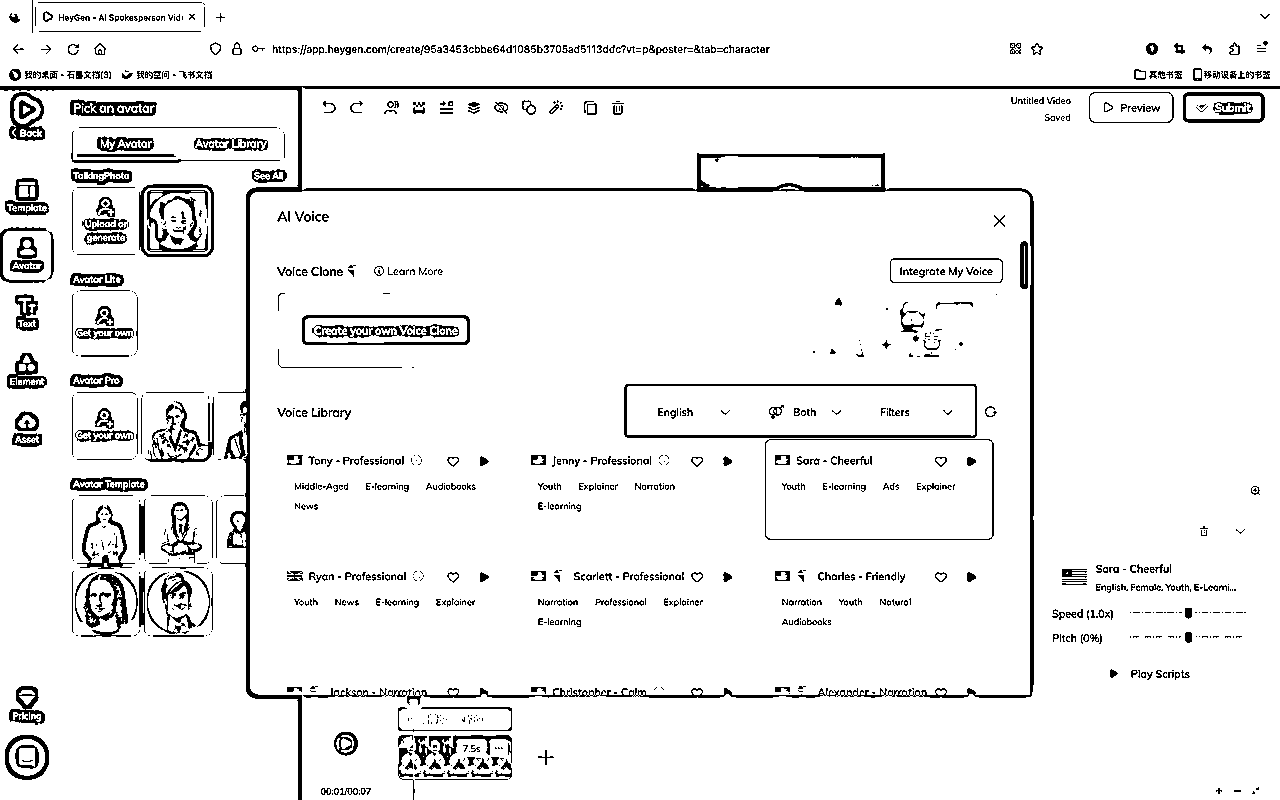 HeyGen - AI Spokesperson Vid
https://app.heygen.com/create/95a3453cbbe64d1085b3705ad5113ddc?vt=p&poster=&tab=character
我的桌面 - 石墨文档(3)
我的空间 - 飞书文档
其他书签
移动设备上的书签
Back
Pick an avatar
Untitled Video
Saved
Preview
Submit
My Avatar
Avatar Library
TalkingPhoto
See All
Upload or generate
Template
Avatar
Text
Element
Asset
Avatar Lite
Get your own
Avatar Pro
Get your own
Avatar Template
Pricing
AI Voice
Voice Clone
Learn More
Integrate My Voice
Create your own Voice Clone
Voice Library
English
Both
Filters
Tony - Professional
Middle-Aged E-learning Audiobooks
News
Jenny - Professional
Youth Explainer Narration
E-learning
Sara - Cheerful
Youth E-learning Ads Explainer
Ryan - Professional
Youth News E-learning Explainer
Scarlett - Professional
Narration Professional Explainer
E-learning
Charles - Friendly
Narration Youth Natural
Audiobooks
Jackson - Narration
Christopher - Calm
Alexander - Narration
Sara - Cheerful
English, Female, Youth, E-Learni...
Speed (1.0x)
Pitch (0%)
Play Scripts
7.5s
00:01/00:07